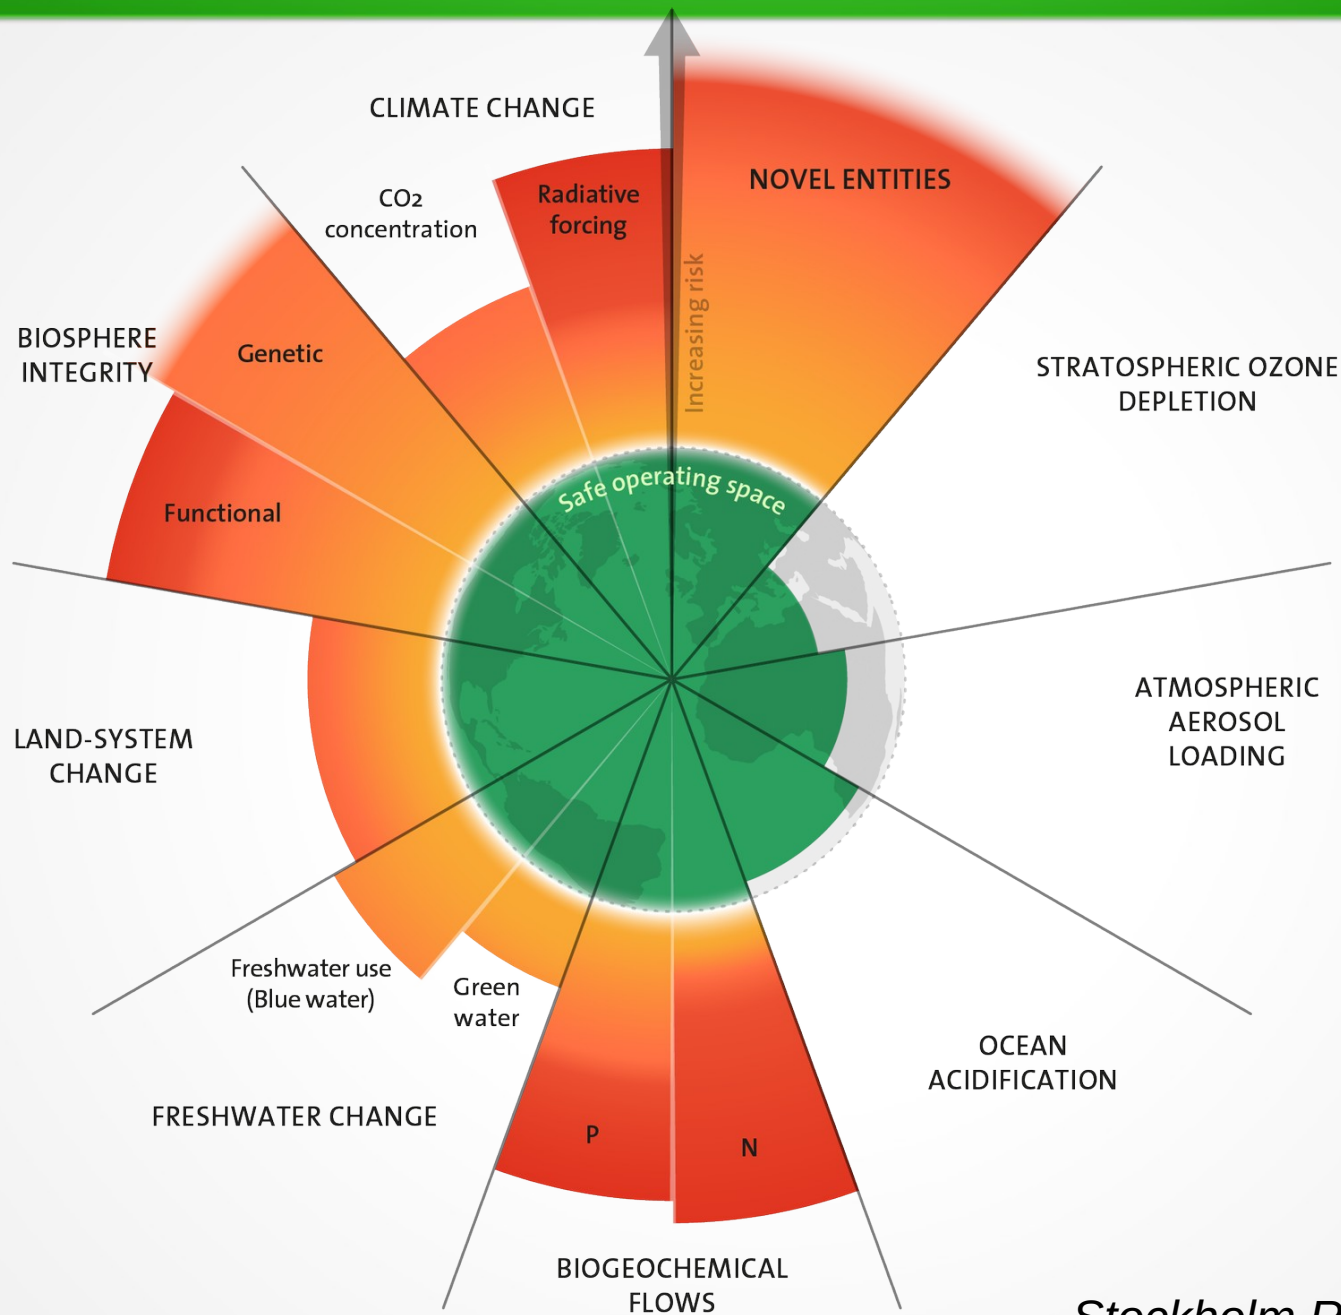 CLIMATE CHANGE
CO2
concentration
Radiative
forcing
NOVEL ENTITIES
Increasing risk
BIOSPHERE
INTEGRITY
Genetic
Functional
STRATOSPHERIC OZONE
DEPLETION
Safe operating space
ATMOSPHERIC
AEROSOL
LOADING
LAND-SYSTEM
CHANGE
Freshwater use
(Blue water)
Green
water
OCEAN
ACIDIFICATION
FRESHWATER CHANGE
P
N
BIOGEOCHEMICAL
FLOWS
Stockholm